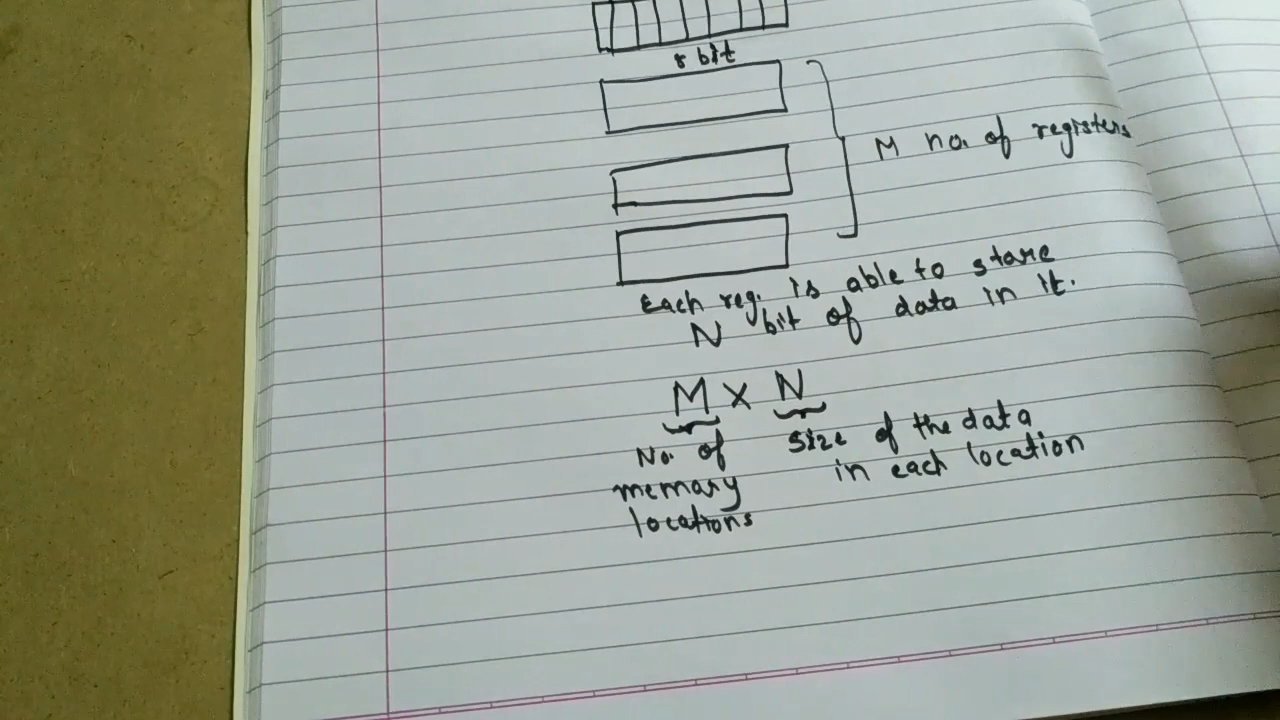 8 bit
M no. of registers
Each reg. is able to store
N bit of data in it.
M x N
No. of
memory
locations
size of the data
in each location